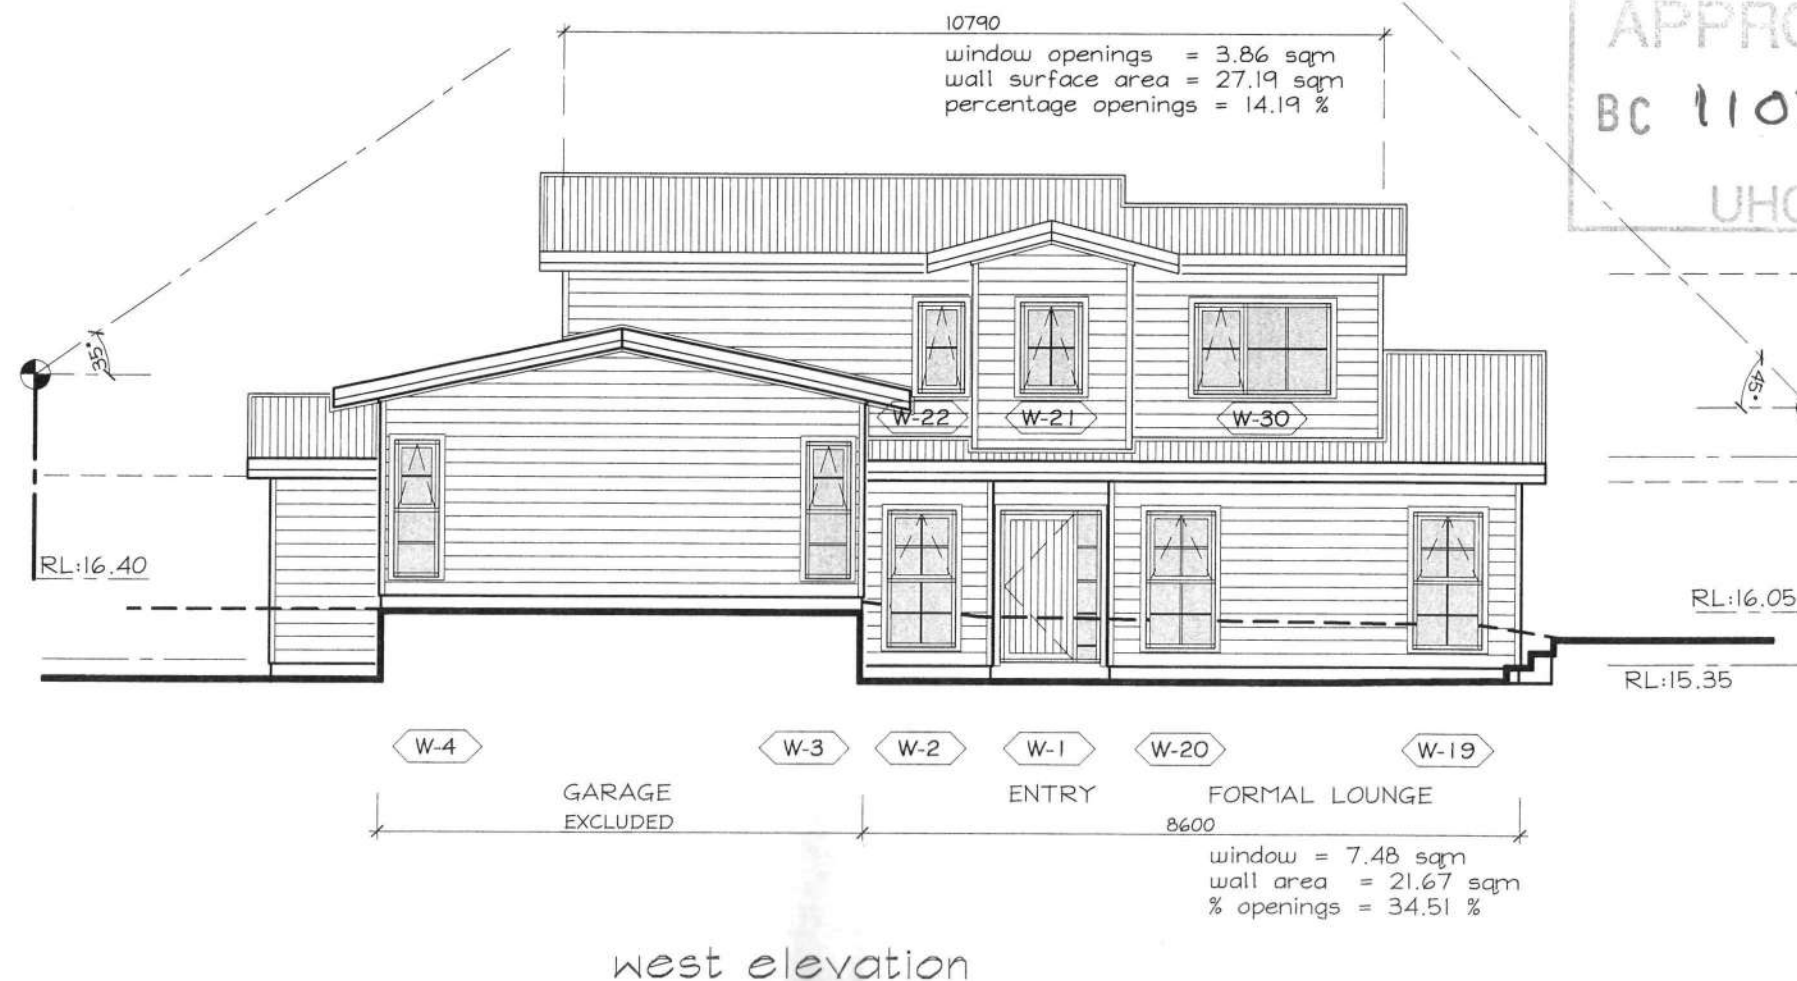 10790
window openings = 3.86 sqm
wall surface area = 27.19 sqm
percentage openings = 14.19 %
BC 110
35°
45°
W-22
W-21
W-30
RL:16.40
RL:16.05
RL:15.35
W-4
W-3
W-2
W-1
W-20
W-19
GARAGE
EXCLUDED
ENTRY
FORMAL LOUNGE
8600
window = 7.48 sqm
wall area = 21.67 sqm
% openings = 34.51 %
west elevation